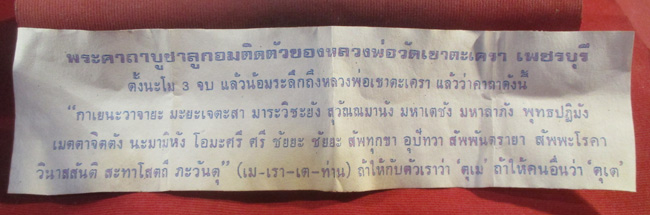 พระคาถาบูชาลูกอมติดตัวของหลวงพ่อวัดเขาตะเครา เพชรบุรี
ตั้งนะโม 3 จบ แล้วน้อมระลึกถึงหลวงพ่อเขาตะเครา แล้วว่าคาถาดังนี้
"กาเยนะวาจายะ มะยะเจตะสา มาระวิชะยัง สุวัณณมานัง มหาเตชัง มหาลาภัง พุทธปฏิมัง
เมตตาจิตตัง นะมามิหัง โอมะศรี ศรี ชัยยะ ชัยยะ สัพทุกขา อุปัทวา สัพพันตรายา สัพพะโรคา
วินาสสันติ สะทาโสตถี ภะวันตุ" (เม-เรา-เต-ท่าน) ถ้าให้กับตัวเราว่า 'ตุเม' ถ้าให้คนอื่นว่า 'ตุเต'